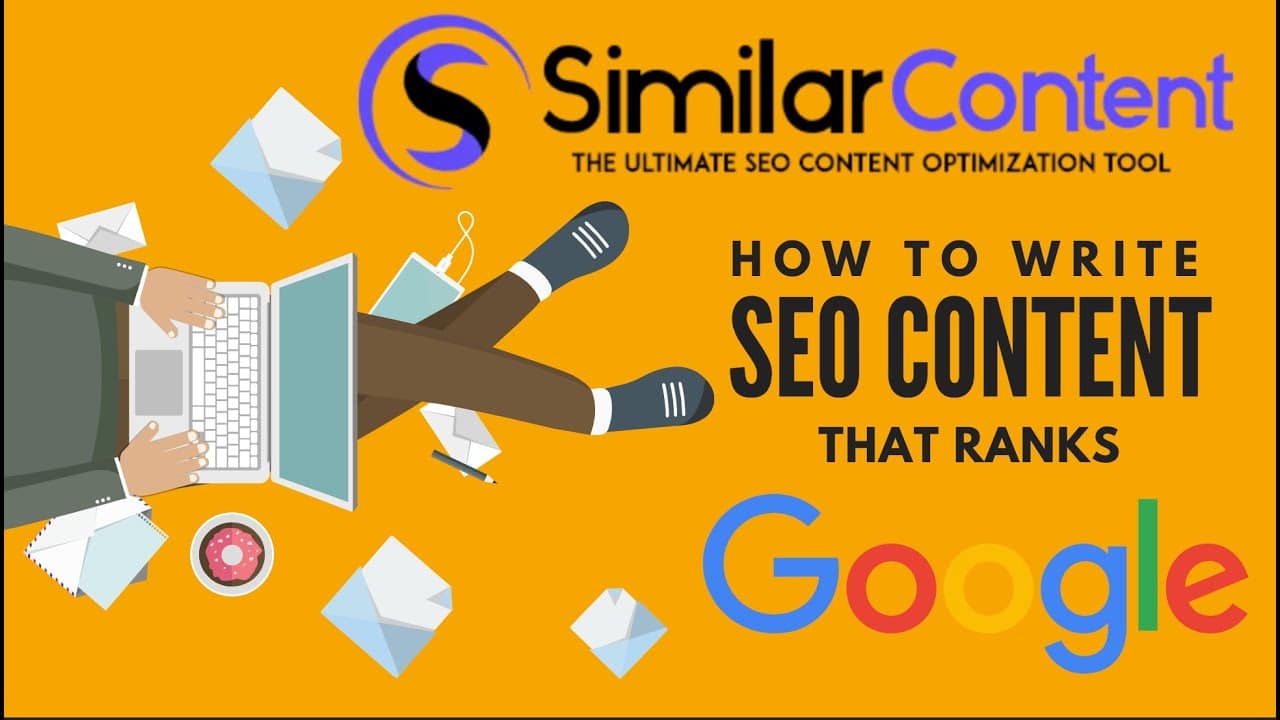 SimilarContent
THE ULTIMATE SEO CONTENT OPTIMIZATION TOOL
HOW TO WRITE
SEO CONTENT
THAT RANKS
Google